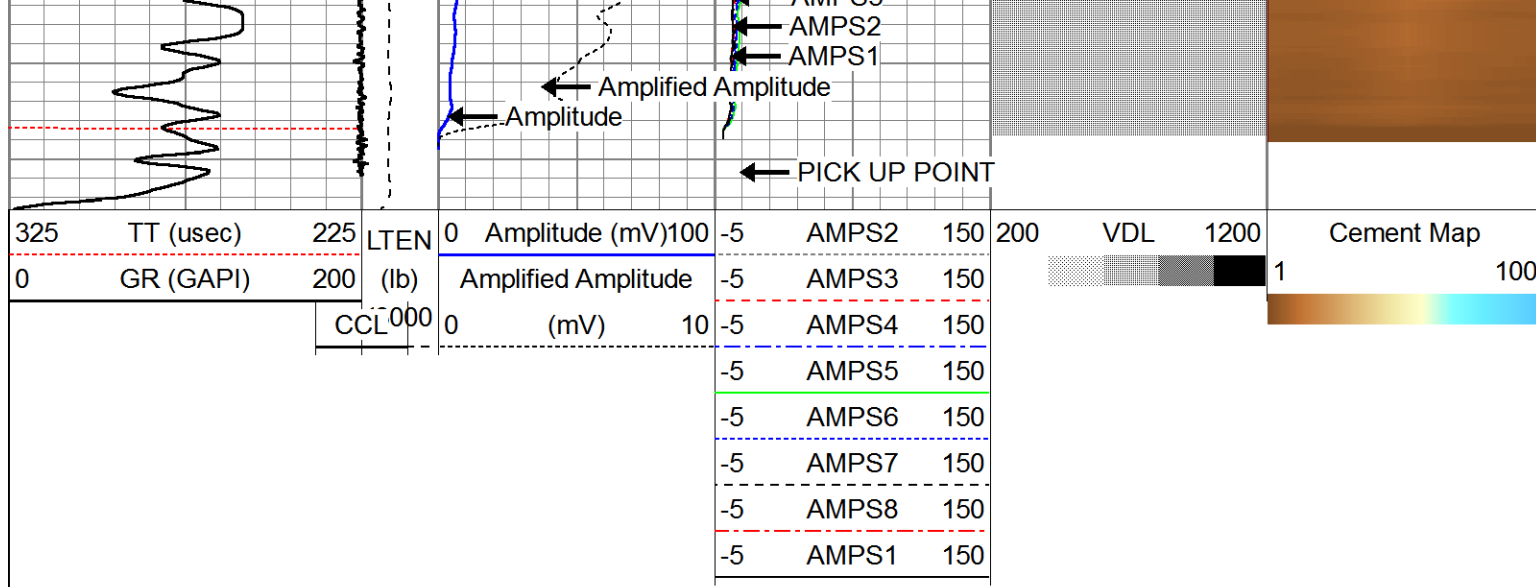 AMPS2
AMPS1
Amplified Amplitude
Amplitude
PICK UP POINT
325 TT (usec) 225
0 GR (GAPI) 200
LTEN
(lb)
CCL
0 Amplitude (mV)100
Amplified Amplitude
0 (mV) 10
-5 AMPS2 150
-5 AMPS3 150
-5 AMPS4 150
-5 AMPS5 150
-5 AMPS6 150
-5 AMPS7 150
-5 AMPS8 150
-5 AMPS1 150
200 VDL 1200
Cement Map
1 100